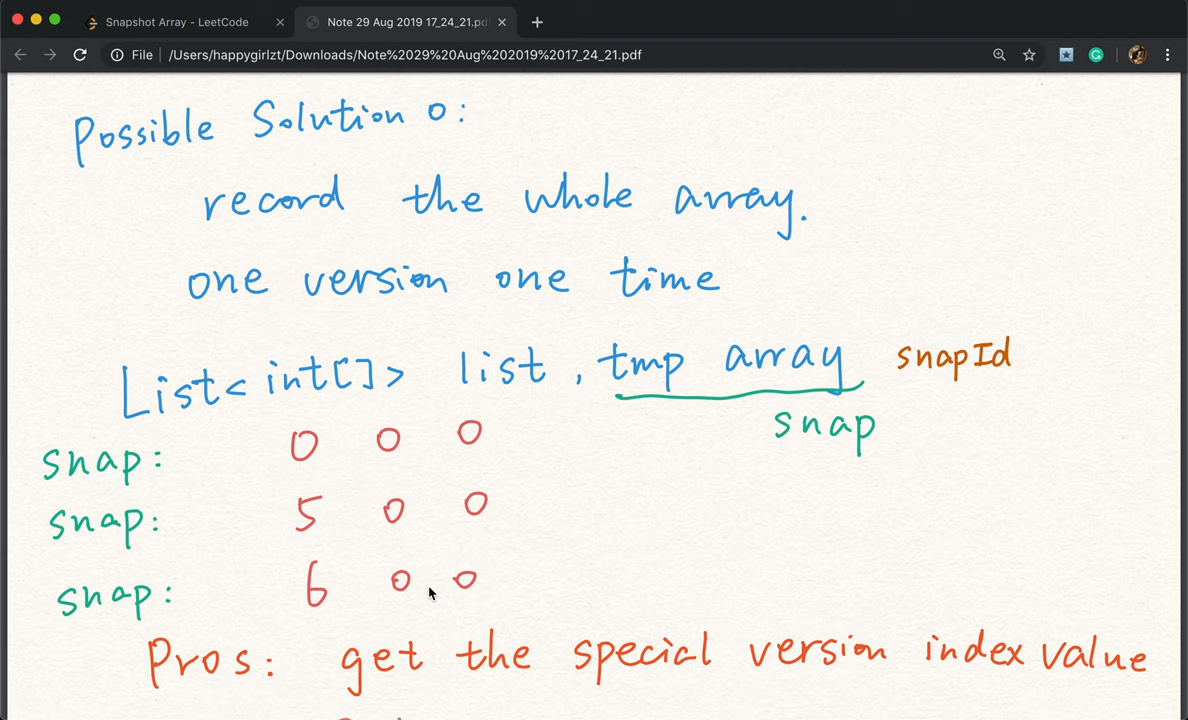 Snapshot Array - LeetCode
Note 29 Aug 2019 17_24_21.pd
File
/Users/happygirlzt/Downloads/Note%2029%20Aug%202019%2017_24_21.pdf
Possible Solution 0:
record the whole array.
one version one time
List<int[]> list, tmp array snapId
snap
snap: 0 0 0
snap: 5 0 0
snap: 6 0 0
Pros: get the special version index value